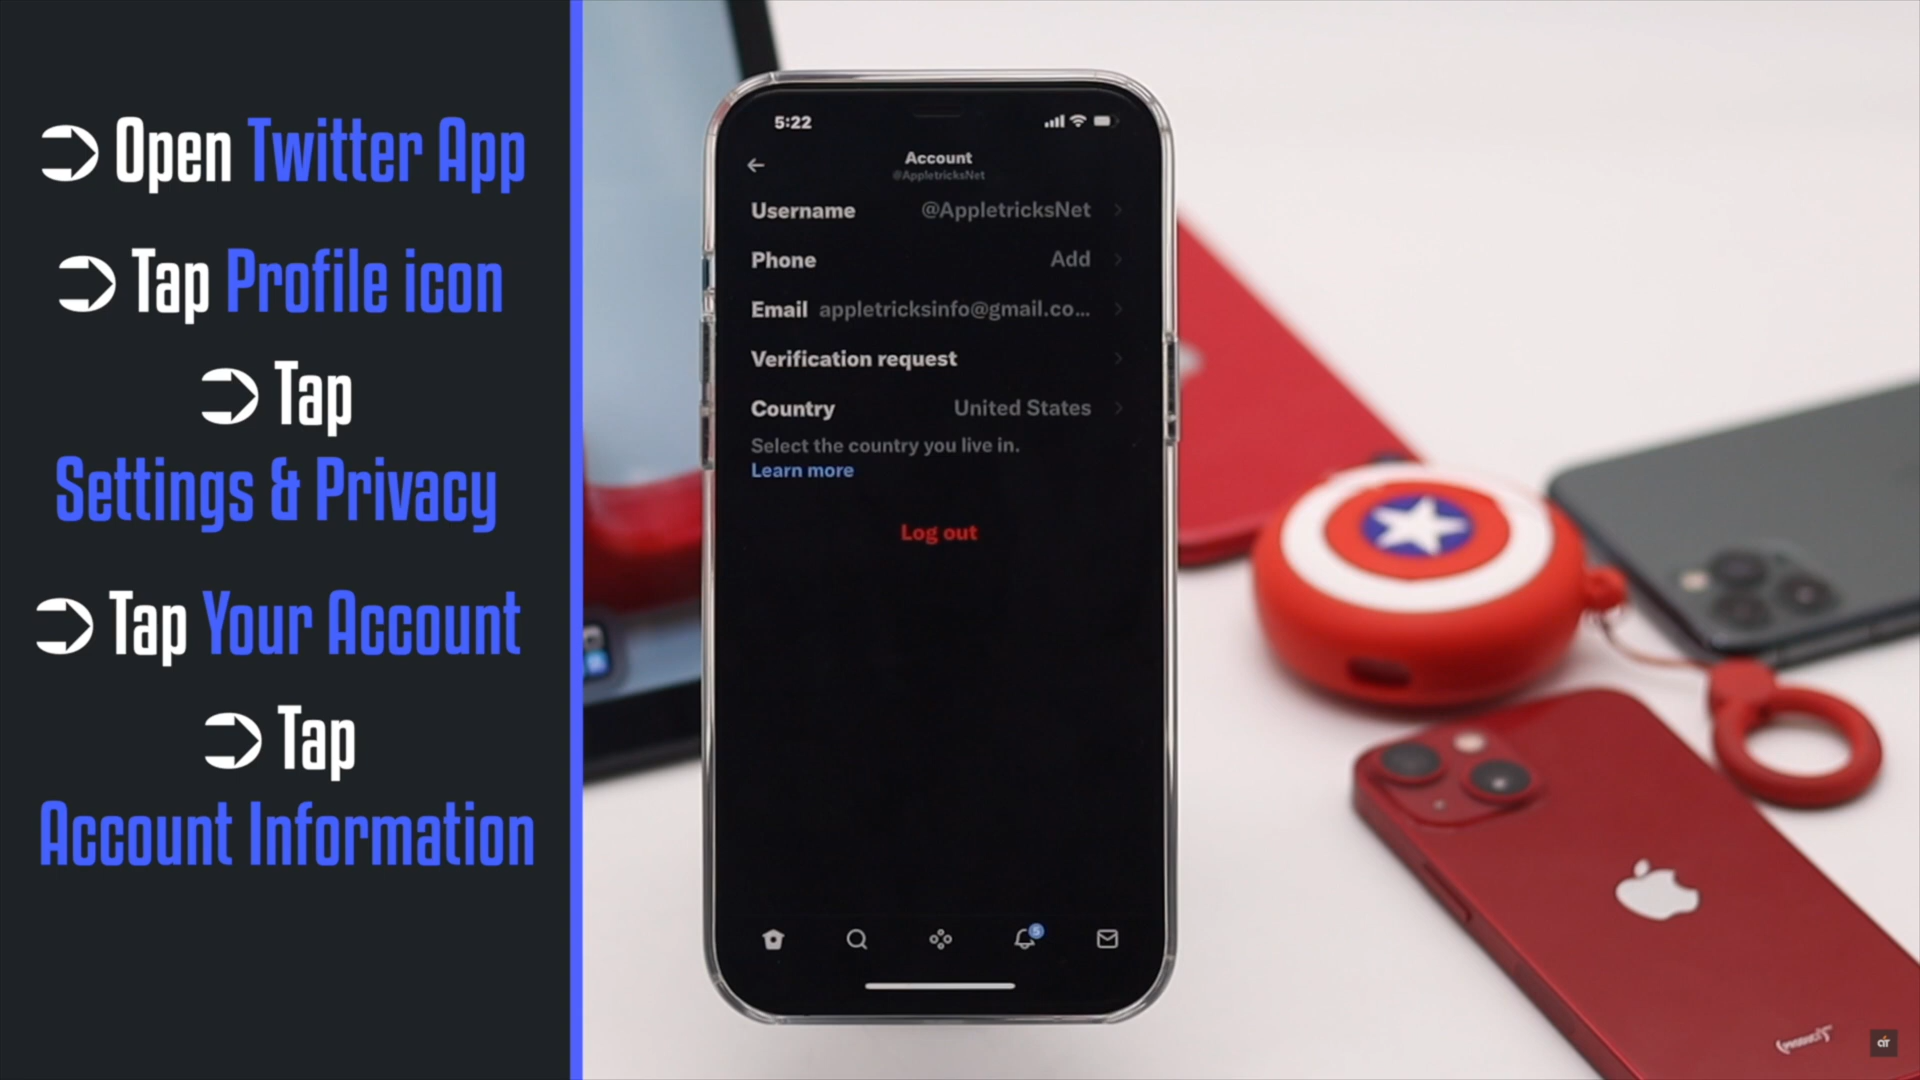 Open Twitter App
Tap Profile icon
Tap
Settings & Privacy
Tap Your Account
Tap
Account Information
5:22
Account
@AppletricksNet
Username @AppletricksNet
Phone Add
Email appletricksinfo@gmail.co...
Verification request
Country United States
Select the country you live in.
Learn more
Log out
5